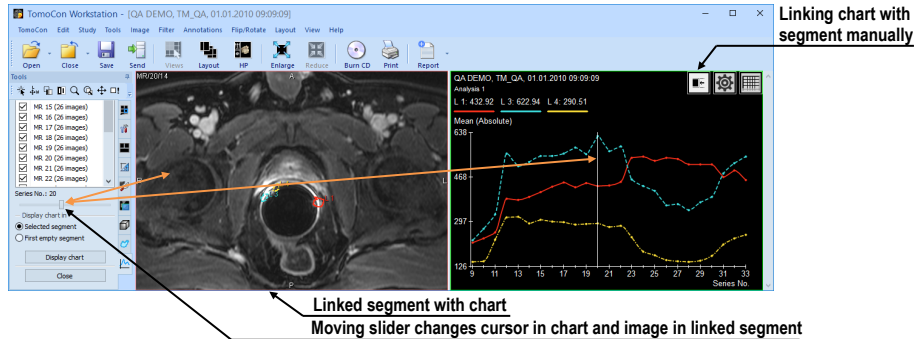 TomoCon Workstation - [QA DEMO, TM_QA, 01.01.2010 09:09:09]
TomoCon Edit Study Tools Image Filter Annotations Flip/Rotate Layout View Help
Open Close Save Send Views Layout HP Enlarge Reduce Burn CD Print Report
Linking chart with
segment manually
Tools
MR 15 (26 images)
MR 16 (26 images)
MR 17 (26 images)
MR 18 (26 images)
MR 19 (26 images)
MR 20 (26 images)
MR 21 (26 images)
MR 22 (26 images)
Series No.: 20
Display chart in
Selected segment
First empty segment
Display chart
Close
MR/20/14
A
R
P
QA DEMO, TM_QA, 01.01.2010 09:09:09
Analysis 1
L 1: 432.92 L 3: 622.94 L 4: 290.51
Mean (Absolute)
638
468
297
126
9 11 13 15 17 19 21 23 25 27 29 31 33
Series No.
Linked segment with chart
Moving slider changes cursor in chart and image in linked segment